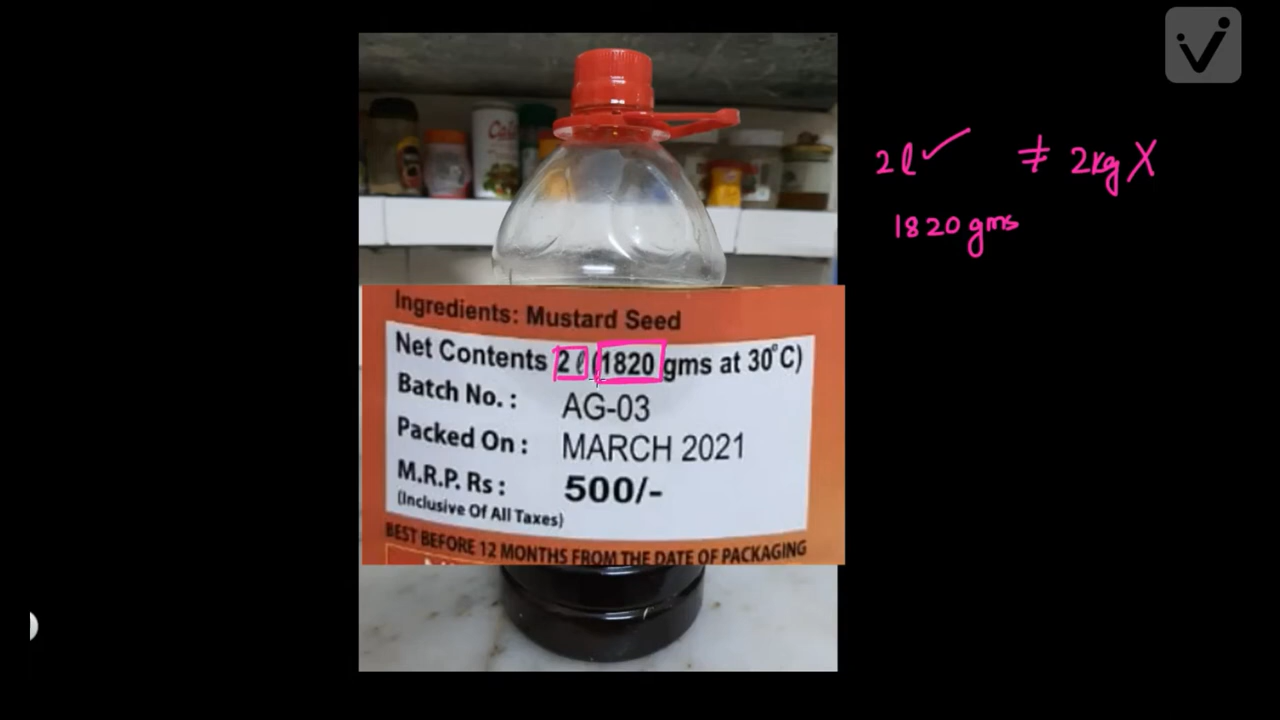 2l✓ ≠ 2kg X
1820 gms
Ingredients: Mustard Seed
Net Contents 2 ℓ (1820 gms at 30°C)
Batch No. : AG-03
Packed On : MARCH 2021
M.R.P. Rs : 500/-
(Inclusive Of All Taxes)
BEST BEFORE 12 MONTHS FROM THE DATE OF PACKAGING